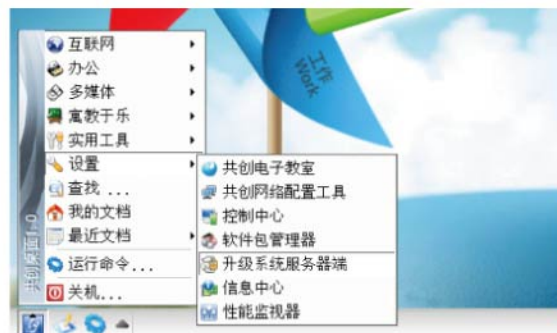 工作
Work
互联网
办公
多媒体
寓教于乐
实用工具
设置
查找 ...
我的文档
最近文档
运行命令...
关机...
共创桌面1.0
共创电子教室
共创网络配置工具
控制中心
软件包管理器
升级系统服务器端
信息中心
性能监视器